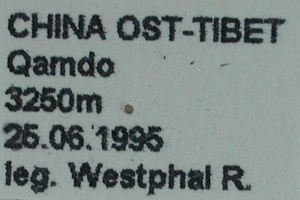 CHINA OST-TIBET
Qamdo
3250m
25.06.1995
leg. Westphal R.